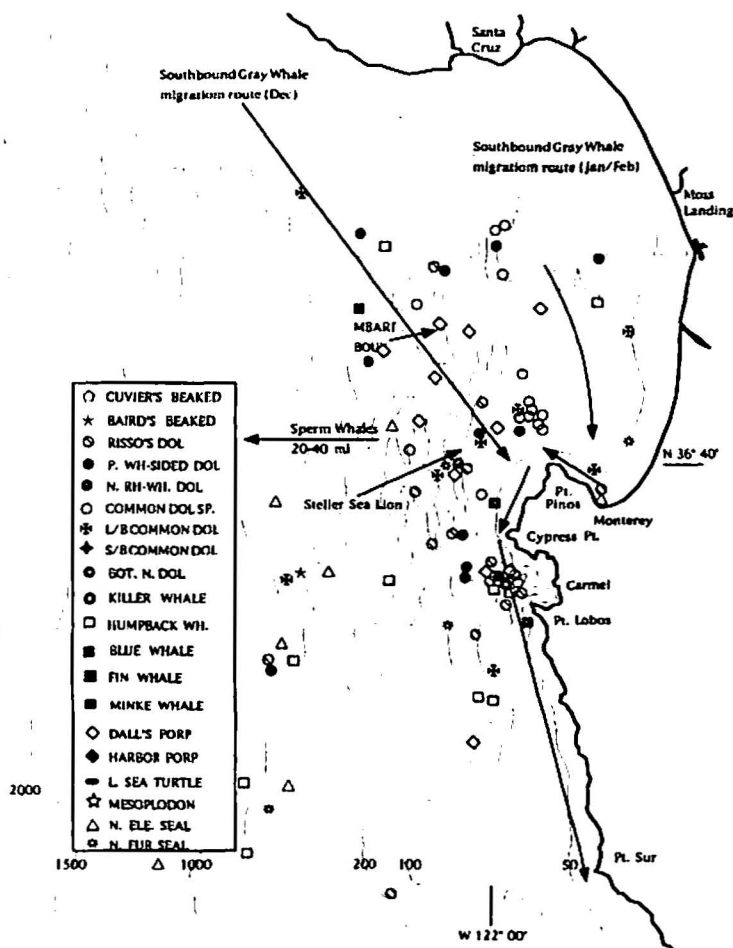 Santa
Cruz
Southbound Gray Whale
migratiom route (Dec)
Southbound Gray Whale
migratiom route (Jan/Feb)
Moss
Landing
MBARI
CUVIER'S BEAKED
BAIRD'S BEAKED
RISSO'S DOL
P. WH-SIDED DOL
N. RH-WH. DOL
COMMON DOL SP.
L/B COMMON DOL
S/B COMMON DOL
BOT. N. DOL
KILLER WHALE
HUMPBACK WH.
BLUE WHALE
FIN WHALE
MINKE WHALE
DALL'S PORP
HARBOR PORP
L. SEA TURTLE
MESOPLODON
N. ELE. SEAL
N. FUR SEAL
Sperm Whales
20-40 mi
N 36° 40'
Steller Sea Lion
Pt.
Pinos
Monterey
Cypress Pt.
Carmel
Pt. Lobos
2000
1500
1000
200
100
50
Pt. Sur
W 122° 00'